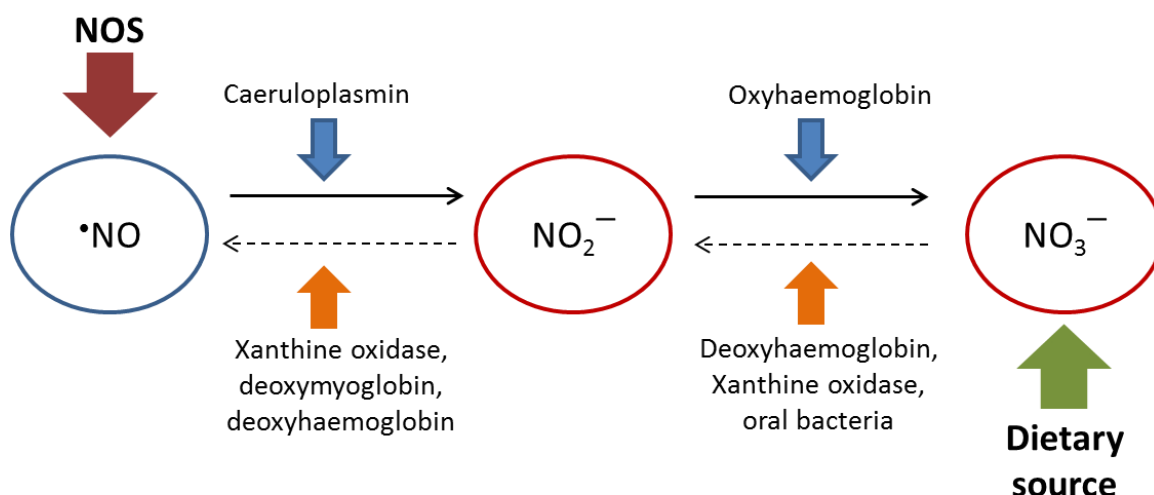 NOS
Caeruloplasmin
Oxyhaemoglobin
•NO
NO₂⁻
NO₃⁻
Xanthine oxidase,
deoxymyoglobin,
deoxyhaemoglobin
Deoxyhaemoglobin,
Xanthine oxidase,
oral bacteria
Dietary
source